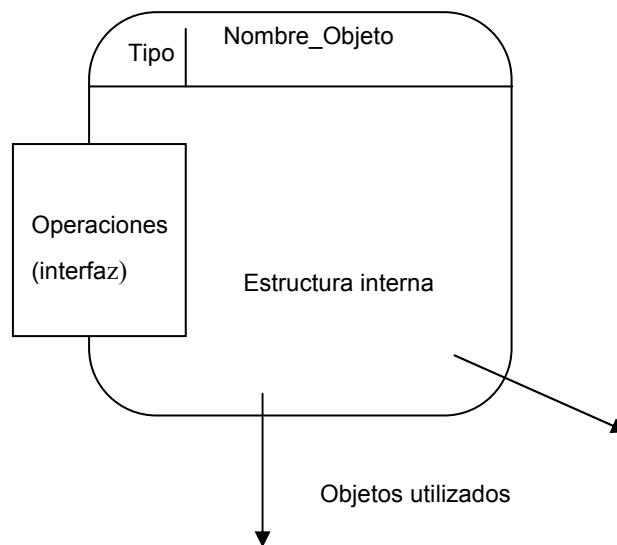 Tipo
Nombre_Objeto
Operaciones
(interfaz)
Estructura interna
Objetos utilizados